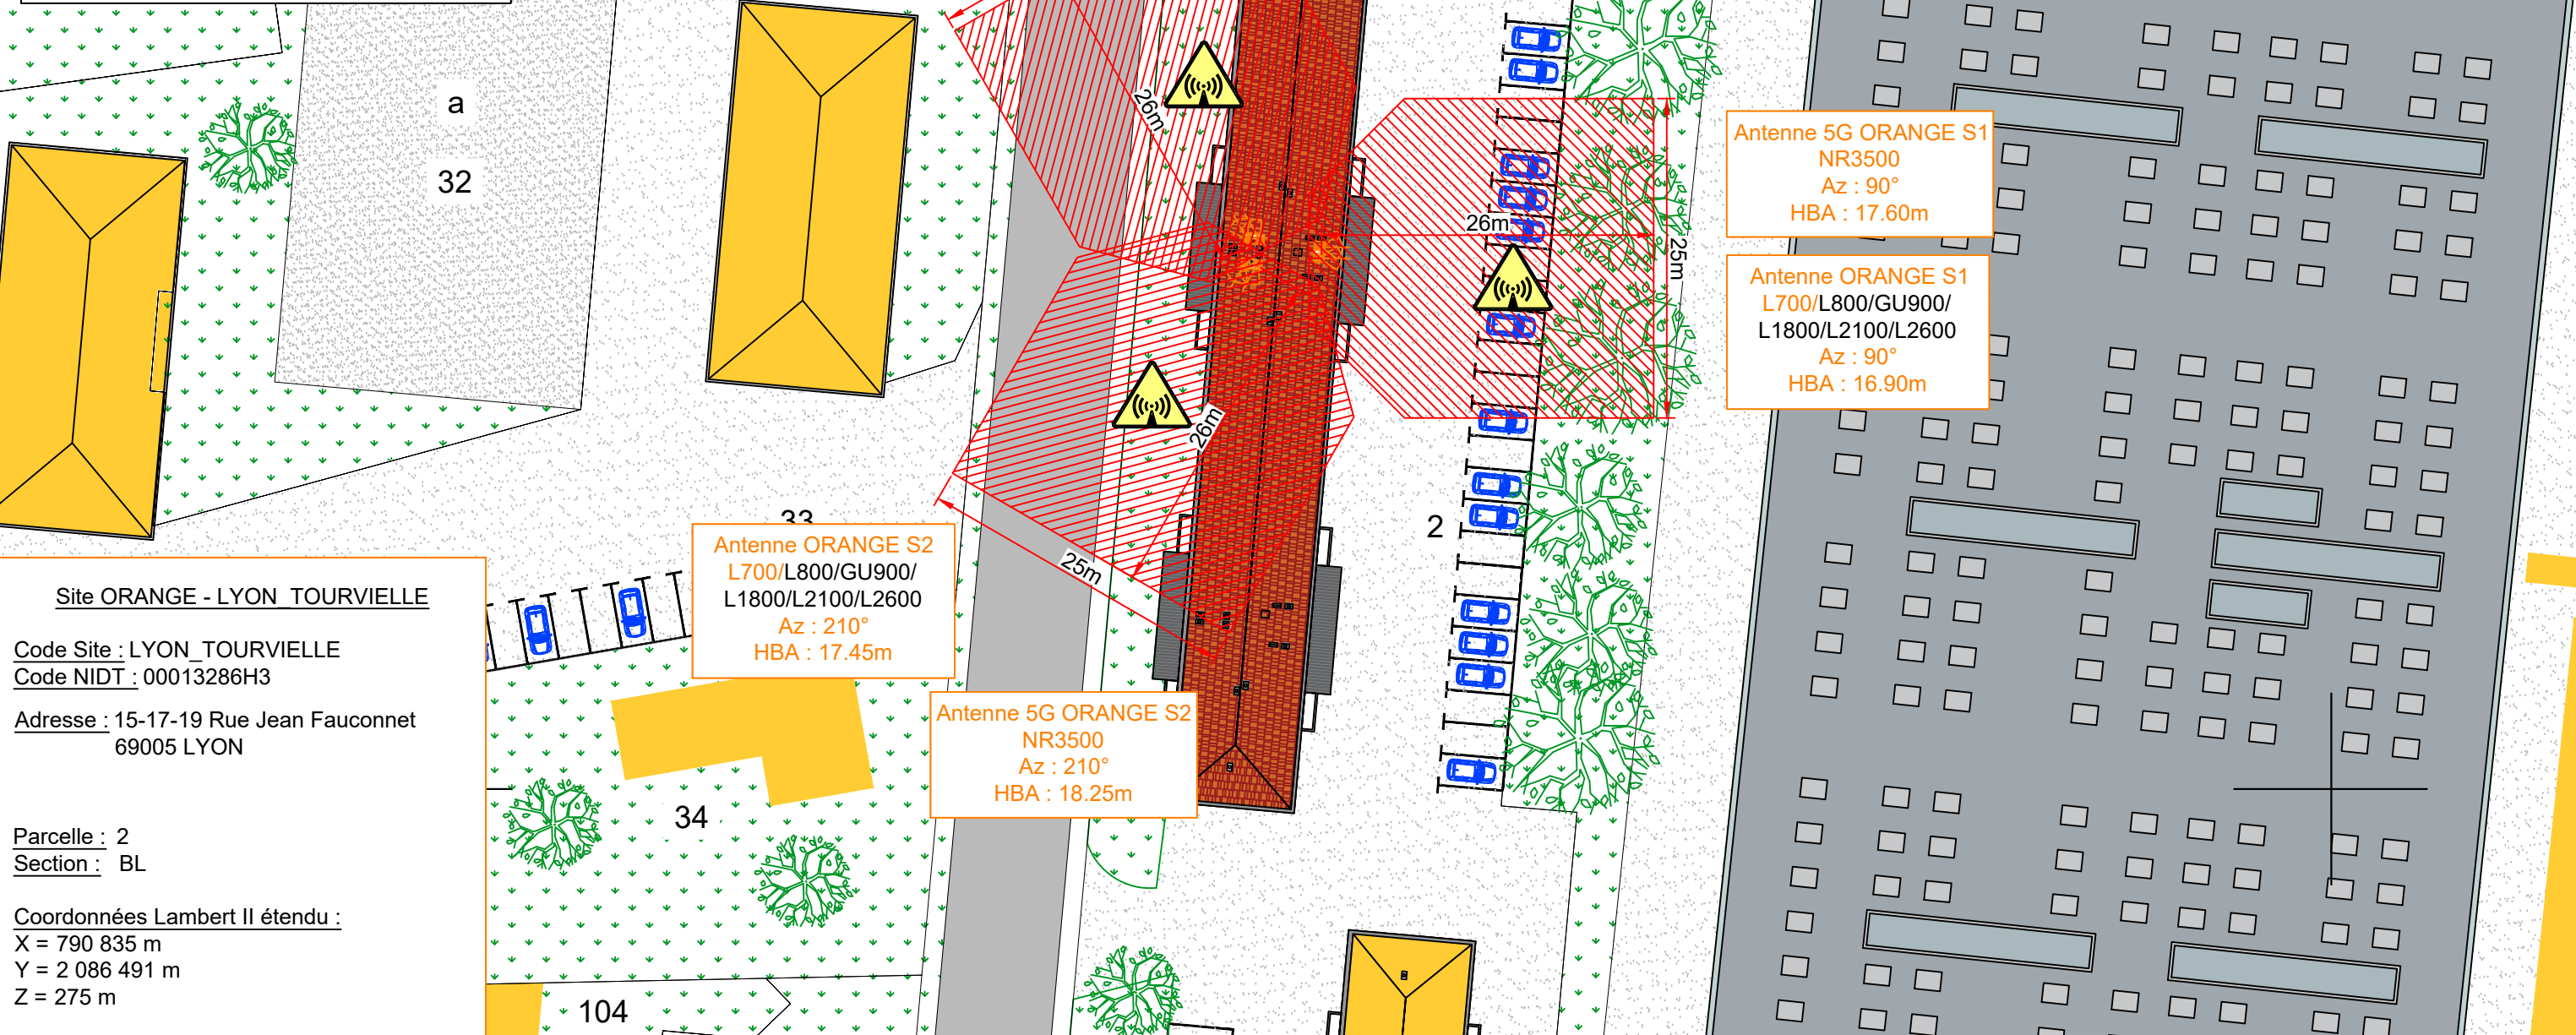 a
32
26m
26m
25m
Antenne 5G ORANGE S1
NR3500
Az : 90°
HBA : 17.60m
Antenne ORANGE S1
L700/L800/GU900/
L1800/L2100/L2600
Az : 90°
HBA : 16.90m
26m
25m
33
2
Antenne ORANGE S2
L700/L800/GU900/
L1800/L2100/L2600
Az : 210°
HBA : 17.45m
Antenne 5G ORANGE S2
NR3500
Az : 210°
HBA : 18.25m
34
104
Site ORANGE - LYON_TOURVIELLE
Code Site : LYON_TOURVIELLE
Code NIDT : 00013286H3
Adresse : 15-17-19 Rue Jean Fauconnet
69005 LYON
Parcelle : 2
Section : BL
Coordonnées Lambert II étendu :
X = 790 835 m
Y = 2 086 491 m
Z = 275 m